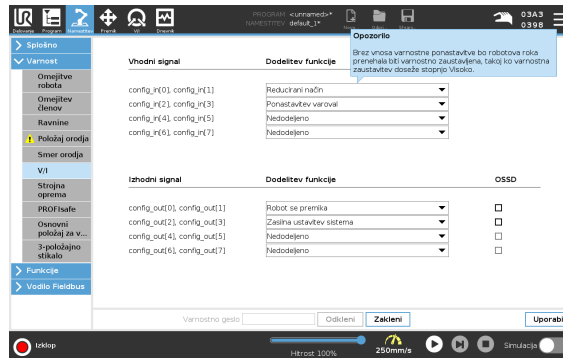 PROGRAM <unnamed>*
NAMESTITEV default_1*
03A3
0398
Delovanje
Program
Namestitev
Premik
V/I
Dnevnik
Opozorilo
Brez vnosa varnostne ponastavitve bo robotova roka
prenehala biti varnostno zaustavljena, takoj ko varnostna
zaustavitev doseže stopnjo Visoko.
Splošno
Varnost
Omejitve
robota
Omejitev
členov
Ravnine
Položaj orodja
Smer orodja
V/I
Strojna
oprema
PROFIsafe
Osnovni
položaj za v...
3-položajno
stikalo
Funkcije
Vodilo Fieldbus
Vhodni signal
Dodelitev funkcije
config_in[0], config_in[1]
Reducirani način
config_in[2], config_in[3]
Ponastavitev varoval
config_in[4], config_in[5]
Nedodeljeno
config_in[6], config_in[7]
Nedodeljeno
Izhodni signal
Dodelitev funkcije
OSSD
config_out[0], config_out[1]
Robot se premika
config_out[2], config_out[3]
Zasilna ustavitev sistema
config_out[4], config_out[5]
Nedodeljeno
config_out[6], config_out[7]
Nedodeljeno
Varnostno geslo
Odkleni
Zakleni
Uporabi
Izklop
Hitrost 100%
250mm/s
Simulacija